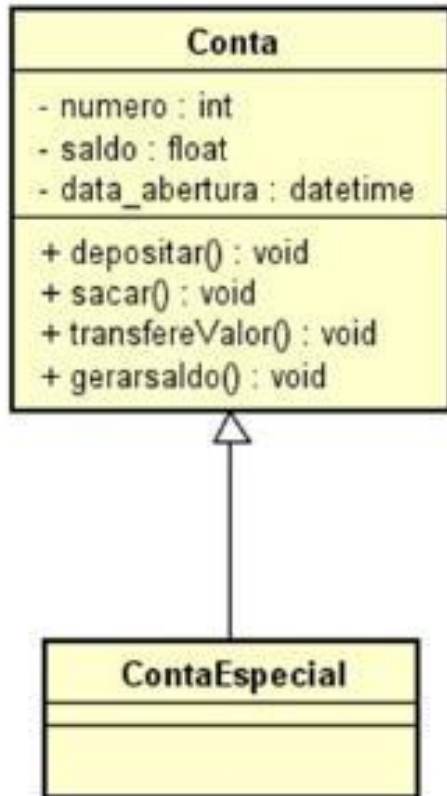 Conta
- numero : int
- saldo : float
- data_abertura : datetime
+ depositar() : void
+ sacar() : void
+ transfereValor() : void
+ gerarsaldo() : void
ContaEspecial